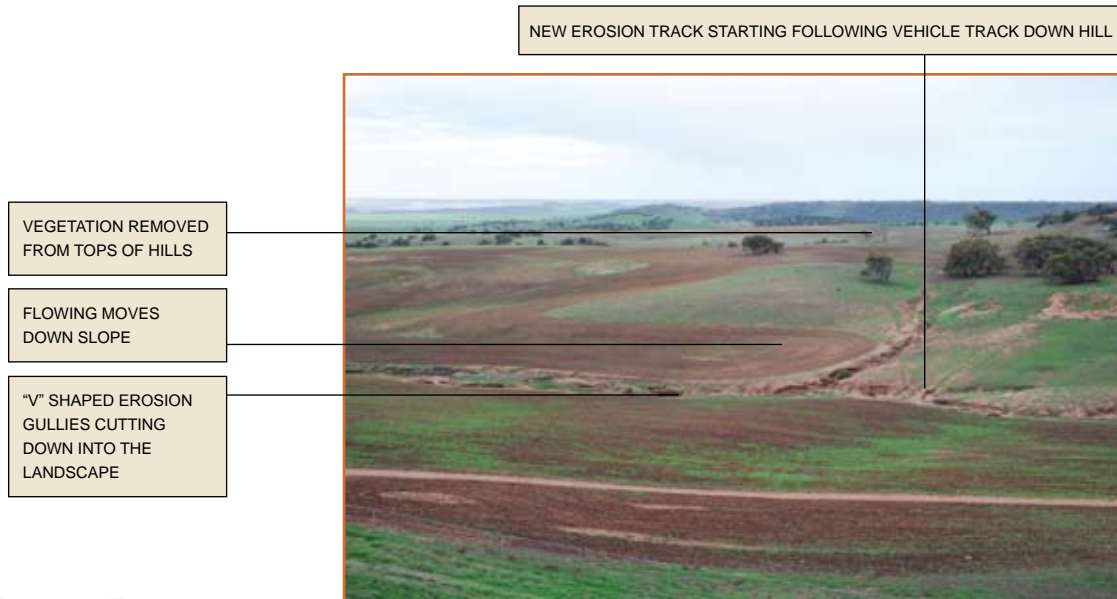 NEW EROSION TRACK STARTING FOLLOWING VEHICLE TRACK DOWN HILL
VEGETATION REMOVED
FROM TOPS OF HILLS
FLOWING MOVES
DOWN SLOPE
“V” SHAPED EROSION
GULLIES CUTTING
DOWN INTO THE
LANDSCAPE